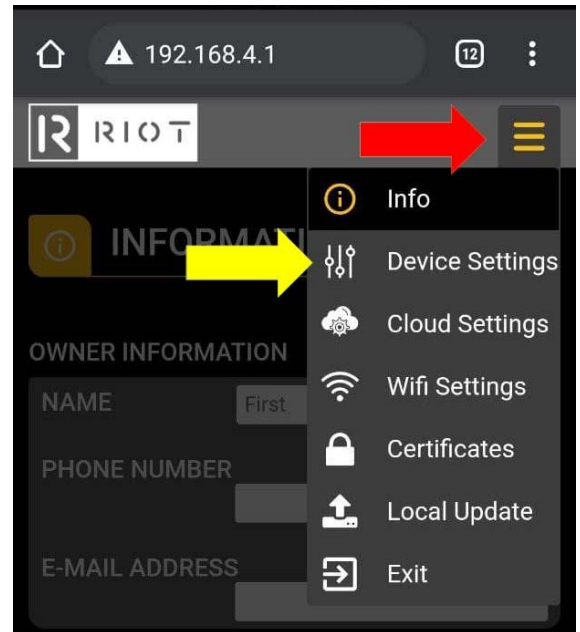 192.168.4.1
12
R RIOT
Info
INFORMATI
Device Settings
Cloud Settings
OWNER INFORMATION
Wifi Settings
NAME
First
Certificates
PHONE NUMBER
Local Update
E-MAIL ADDRESS
Exit